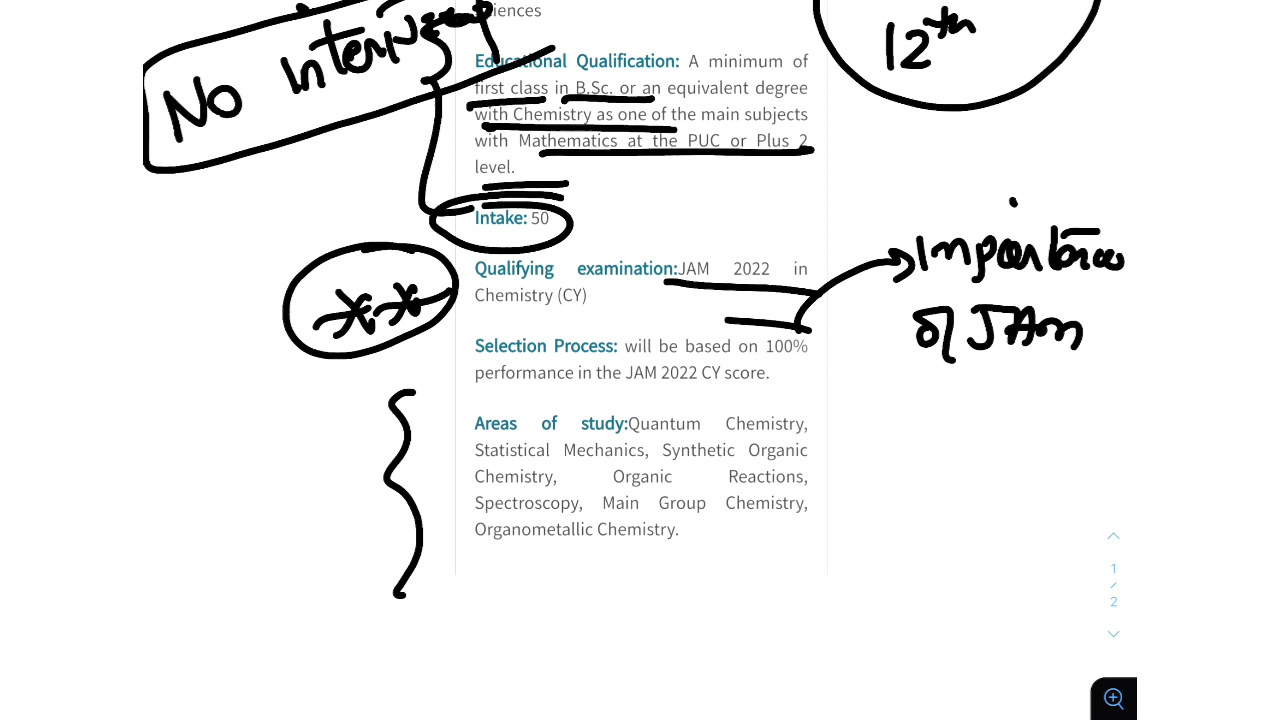 ciences
No Interview
12th
Educational Qualification: A minimum of
first class in B.Sc. or an equivalent degree
with Chemistry as one of the main subjects
with Mathematics at the PUC or Plus 2
level.
Intake: 50
Qualifying examination:JAM 2022 in
Chemistry (CY)
Importance
of JAm
Selection Process: will be based on 100%
performance in the JAM 2022 CY score.
Areas of study:Quantum Chemistry,
Statistical Mechanics, Synthetic Organic
Chemistry, Organic Reactions,
Spectroscopy, Main Group Chemistry,
Organometallic Chemistry.
1
/
2